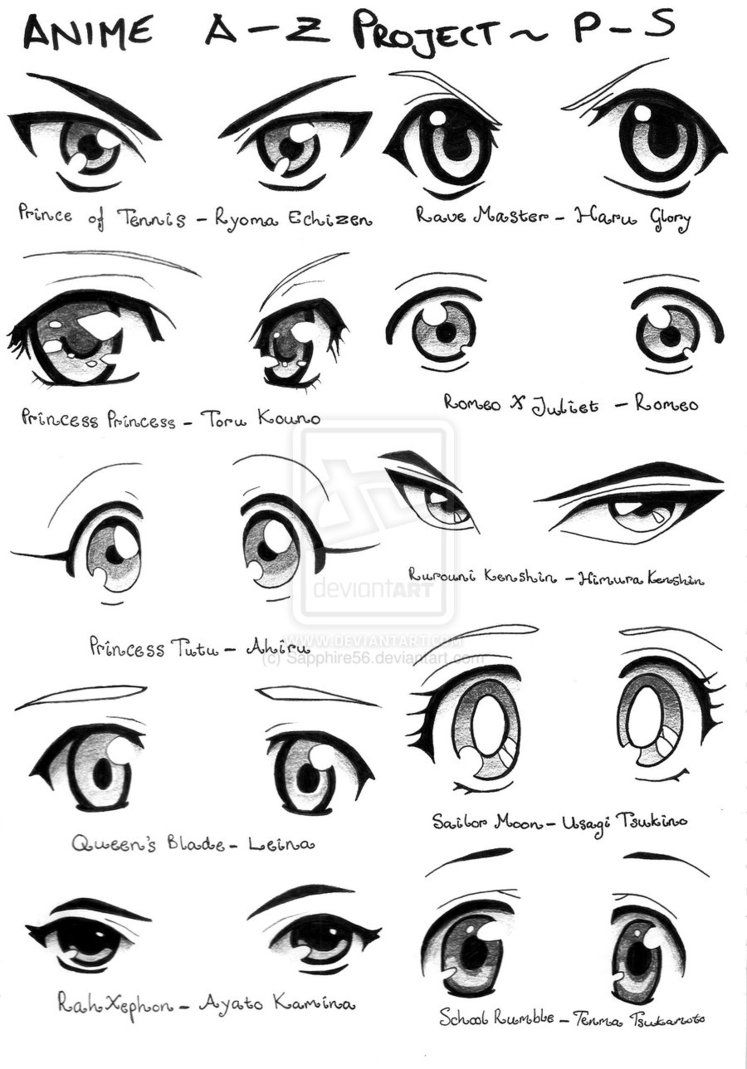 ANIME A-Z PROJECT ~ P-S
Prince of Tennis - Ryoma Echizen
Rave Master - Haru Glory
Princess Princess - Toru Kouno
Romeo X Juliet - Romeo
Rurouni Kenshin - Himura Kenshin
Princess Tutu - Ahiru
deviantART
WWW.DEVIANTART.COM
(c) Sapphire56.deviantart.com
Queen's Blade - Leina
Sailor Moon - Usagi Tsukino
RahXephon - Ayato Kamina
School Rumble - Tenma Tsukamoto